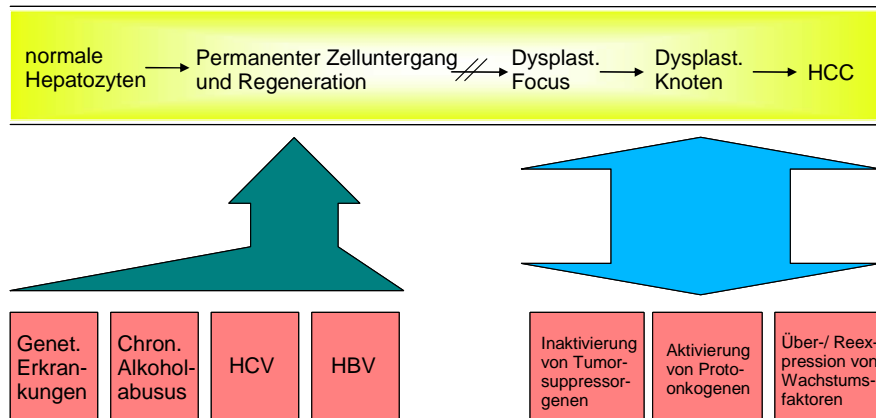 normale
Hepatozyten
Permanenter Zelluntergang
und Regeneration
Dysplast.
Focus
Dysplast.
Knoten
HCC
Genet.
Erkran-
kungen
Chron.
Alkohol-
abusus
HCV
HBV
Inaktivierung
von Tumor-
suppressor-
genen
Aktivierung
von Proto-
onkogenen
Über-/ Reex-
pression von
Wachstums-
faktoren